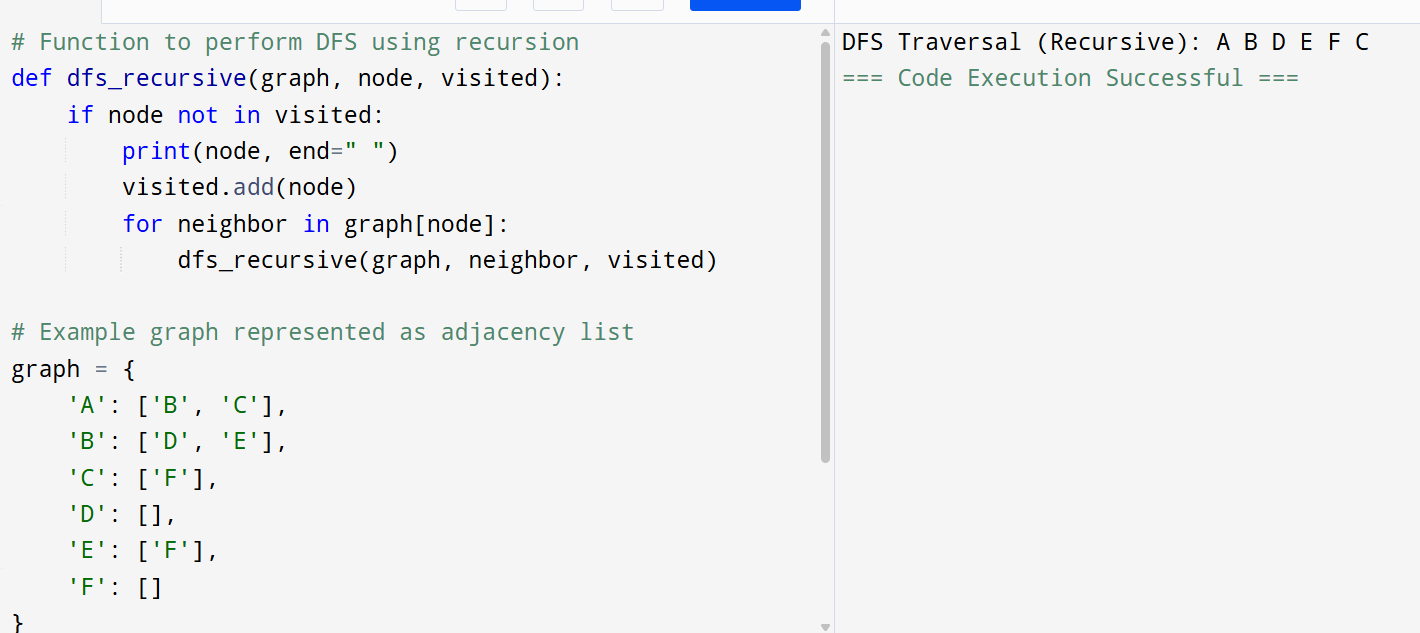 # Function to perform DFS using recursion
def dfs_recursive(graph, node, visited):
    if node not in visited:
        print(node, end=" ")
        visited.add(node)
        for neighbor in graph[node]:
            dfs_recursive(graph, neighbor, visited)

# Example graph represented as adjacency list
graph = {
    'A': ['B', 'C'],
    'B': ['D', 'E'],
    'C': ['F'],
    'D': [],
    'E': ['F'],
    'F': []
}
DFS Traversal (Recursive): A B D E F C
=== Code Execution Successful ===